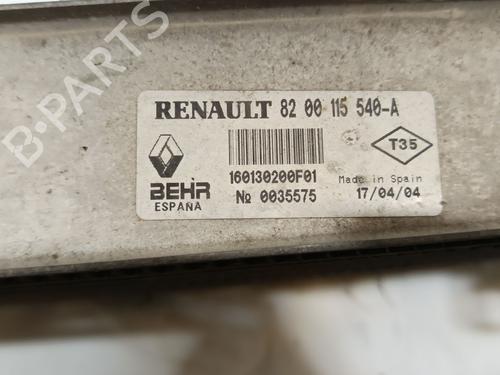 B-PARTS
RENAULT 82 00 115 540-A
T35
160130200F01
Made in Spain
BEHR
ESPAÑA
№ 0035575
17/04/04